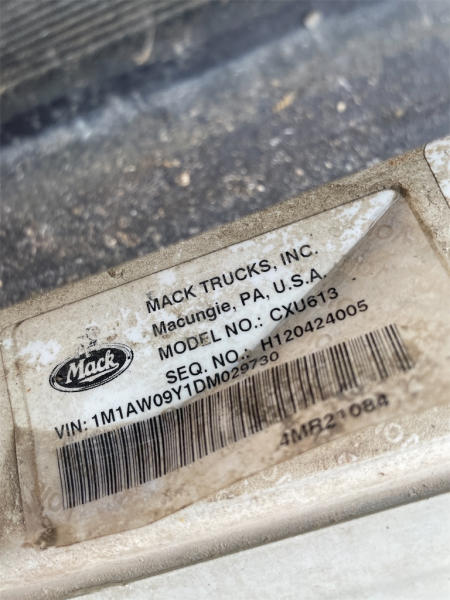 MACK TRUCKS, INC.
Macungie, PA, U.S.A.
MODEL NO.: CXU613
SEQ. NO.: H120424005
Mack
VIN: 1M1AW09Y1DM029730
4MR21084